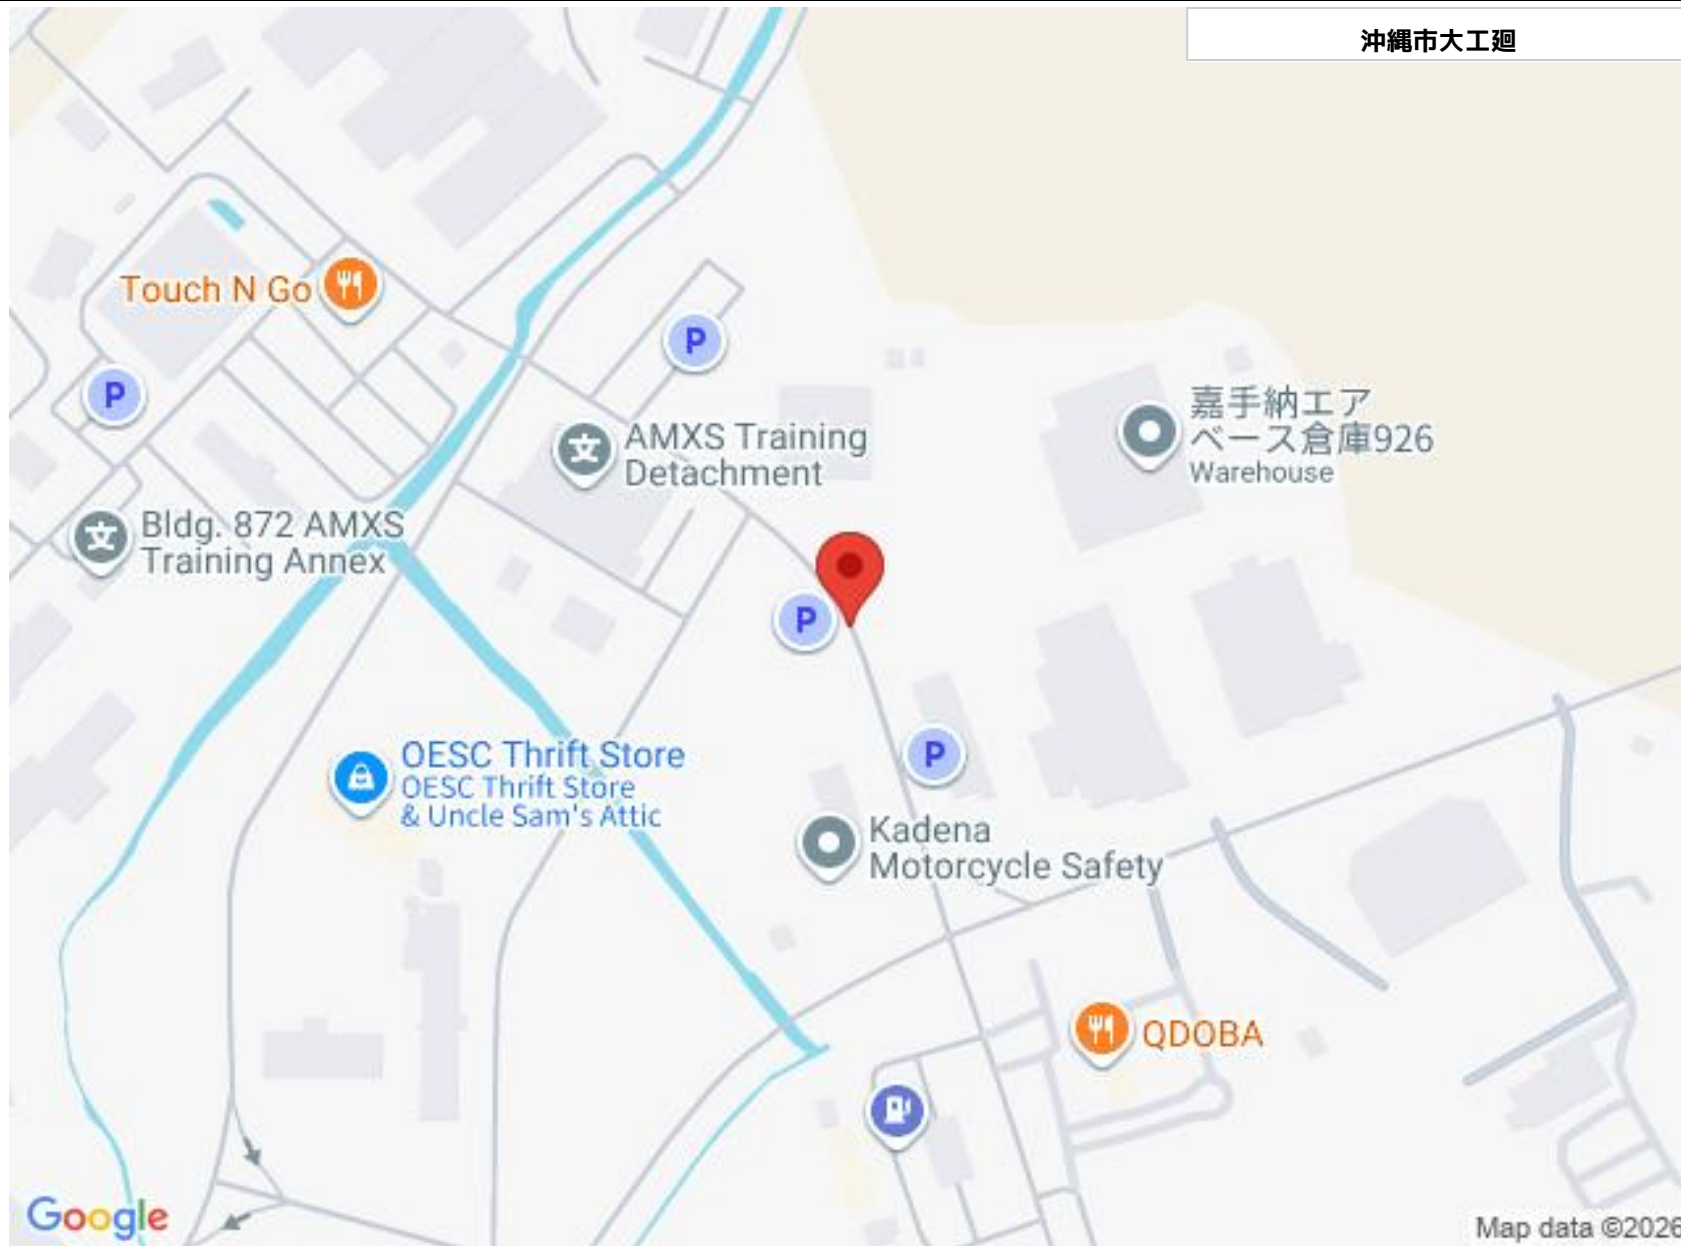 沖縄市大工廻
Touch N Go
P
P
AMXS Training
Detachment
嘉手納エア
ベース倉庫926
Warehouse
Bldg. 872 AMXS
Training Annex
P
OESC Thrift Store
OESC Thrift Store
& Uncle Sam's Attic
P
Kadena
Motorcycle Safety
QDOBA
Google
Map data ©2026